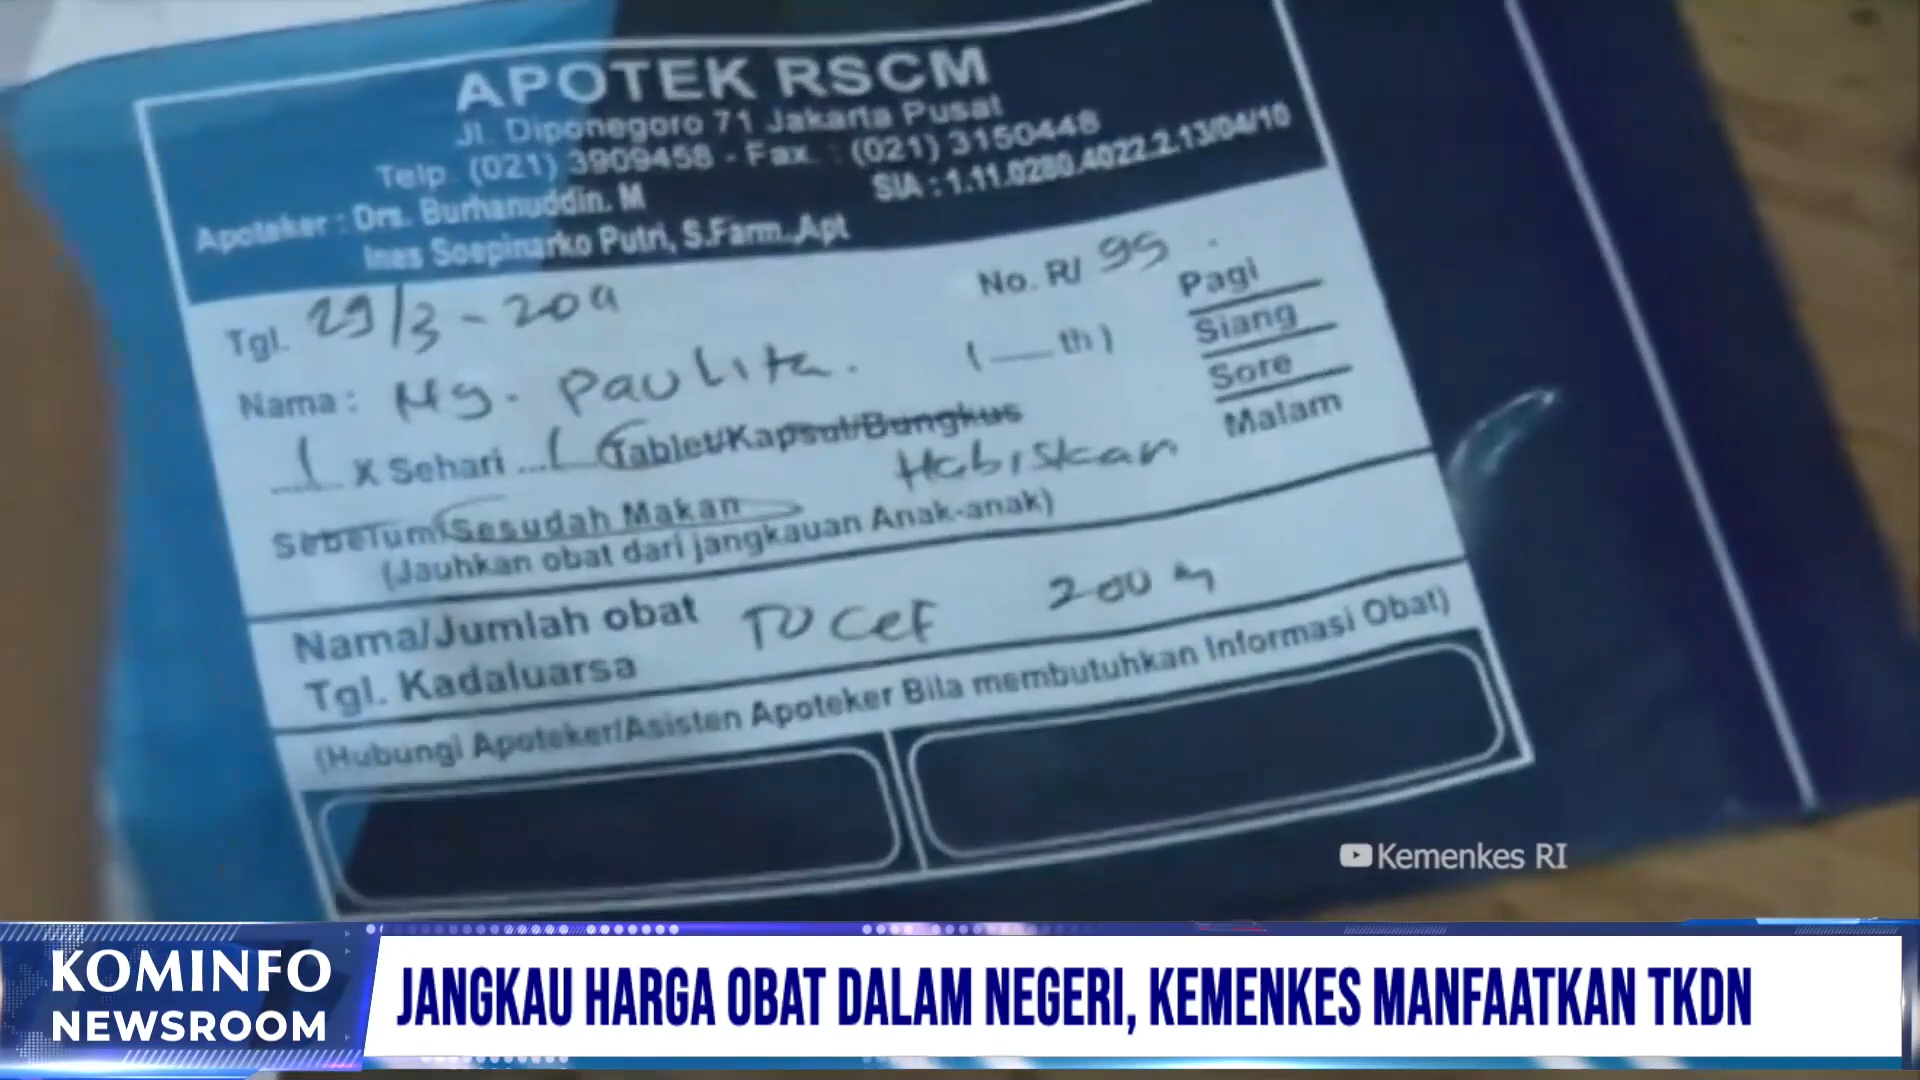 APOTEK RSCM
Jl. Diponegoro 71 Jakarta Pusat
Telp. (021) 3909458 - Fax. : (021) 3150448
SIA : 1.11.0280.4022.2.13/04/10
Apoteker : Drs. Burhanuddin. M
Ines Soepinarko Putri, S.Farm.,Apt
Tgl. 29/3-209
No. R/ 95
Nama : Ny. Paulita.
( ___ th )
Pagi
Siang
Sore
Malam
1 X Sehari ...1 Tablet/Kapsul/Bungkus
Habiskan
Sebelum/Sesudah Makan
(Jauhkan obat dari jangkauan Anak-anak)
Nama/Jumlah obat
Tgl. Kadaluarsa
200
(Hubungi Apoteker/Asisten Apoteker Bila membutuhkan Informasi Obat)
Kemenkes RI
KOMINFO
NEWSROOM
JANGKAU HARGA OBAT DALAM NEGERI, KEMENKES MANFAATKAN TKDN